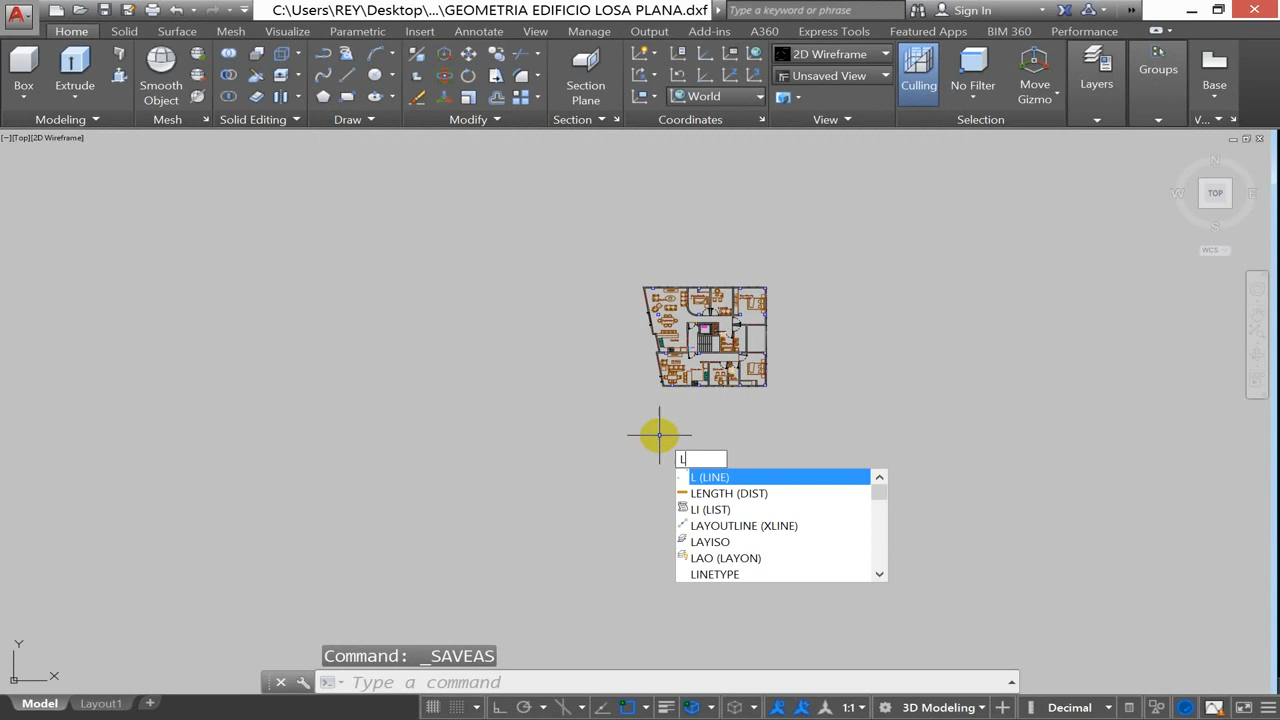 C:\Users\REY\Desktop\...\GEOMETRIA EDIFICIO LOSA PLANA.dxf
Type a keyword or phrase
Sign In
Home Solid Surface Mesh Visualize Parametric Insert Annotate View Manage Output Add-ins A360 Express Tools Featured Apps BIM 360 Performance
2D Wireframe
Unsaved View
World
Box
Extrude
Smooth
Object
Section
Plane
Culling
No Filter
Move
Gizmo
Layers
Groups
Base
Modeling
Mesh
Solid Editing
Draw
Modify
Section
Coordinates
View
Selection
V...
[−][Top][2D Wireframe]
N
W
TOP
E
S
WCS
L
L (LINE)
LENGTH (DIST)
LI (LIST)
LAYOUTLINE (XLINE)
LAYISO
LAO (LAYON)
LINETYPE
Y
X
Command: _SAVEAS
Type a command
Model
Layout1
1:1
3D Modeling
Decimal